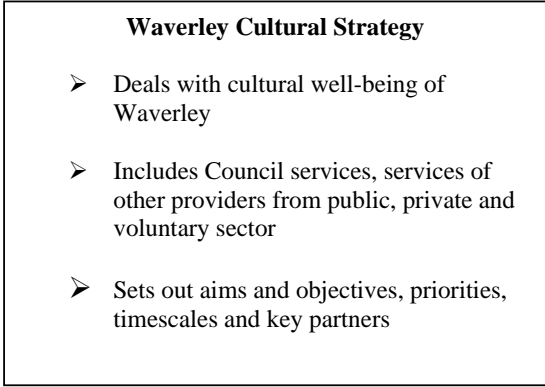 Waverley Cultural Strategy
➢ Deals with cultural well-being of
Waverley
➢ Includes Council services, services of
other providers from public, private and
voluntary sector
➢ Sets out aims and objectives, priorities,
timescales and key partners